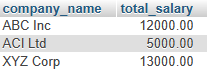 company_name total_salary
ABC Inc 12000.00
ACI Ltd 5000.00
XYZ Corp 13000.00